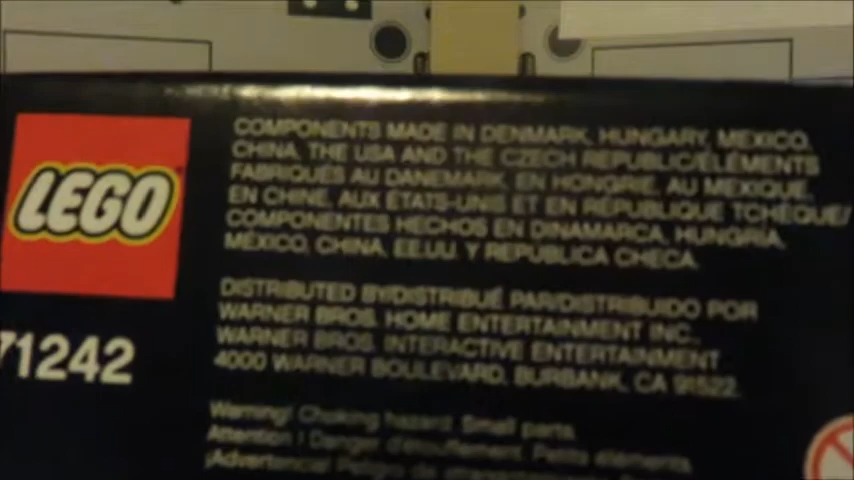 LEGO
71242
COMPONENTS MADE IN DENMARK, HUNGARY, MEXICO,
CHINA, THE USA AND THE CZECH REPUBLIC/ÉLÉMENTS
FABRIQUÉS AU DANEMARK, EN HONGRIE, AU MEXIQUE,
EN CHINE, AUX ÉTATS-UNIS ET EN RÉPUBLIQUE TCHÈQUE/
COMPONENTES HECHOS EN DINAMARCA, HUNGRÍA,
MÉXICO, CHINA, EE.UU. Y REPÚBLICA CHECA.
DISTRIBUTED BY/DISTRIBUÉ PAR/DISTRIBUIDO POR
WARNER BROS. HOME ENTERTAINMENT INC.,
WARNER BROS. INTERACTIVE ENTERTAINMENT
4000 WARNER BOULEVARD, BURBANK, CA 91522.
Warning! Choking hazard. Small parts.
Attention ! Danger d'étouffement. Petits éléments.
¡Advertencia! Peligro de